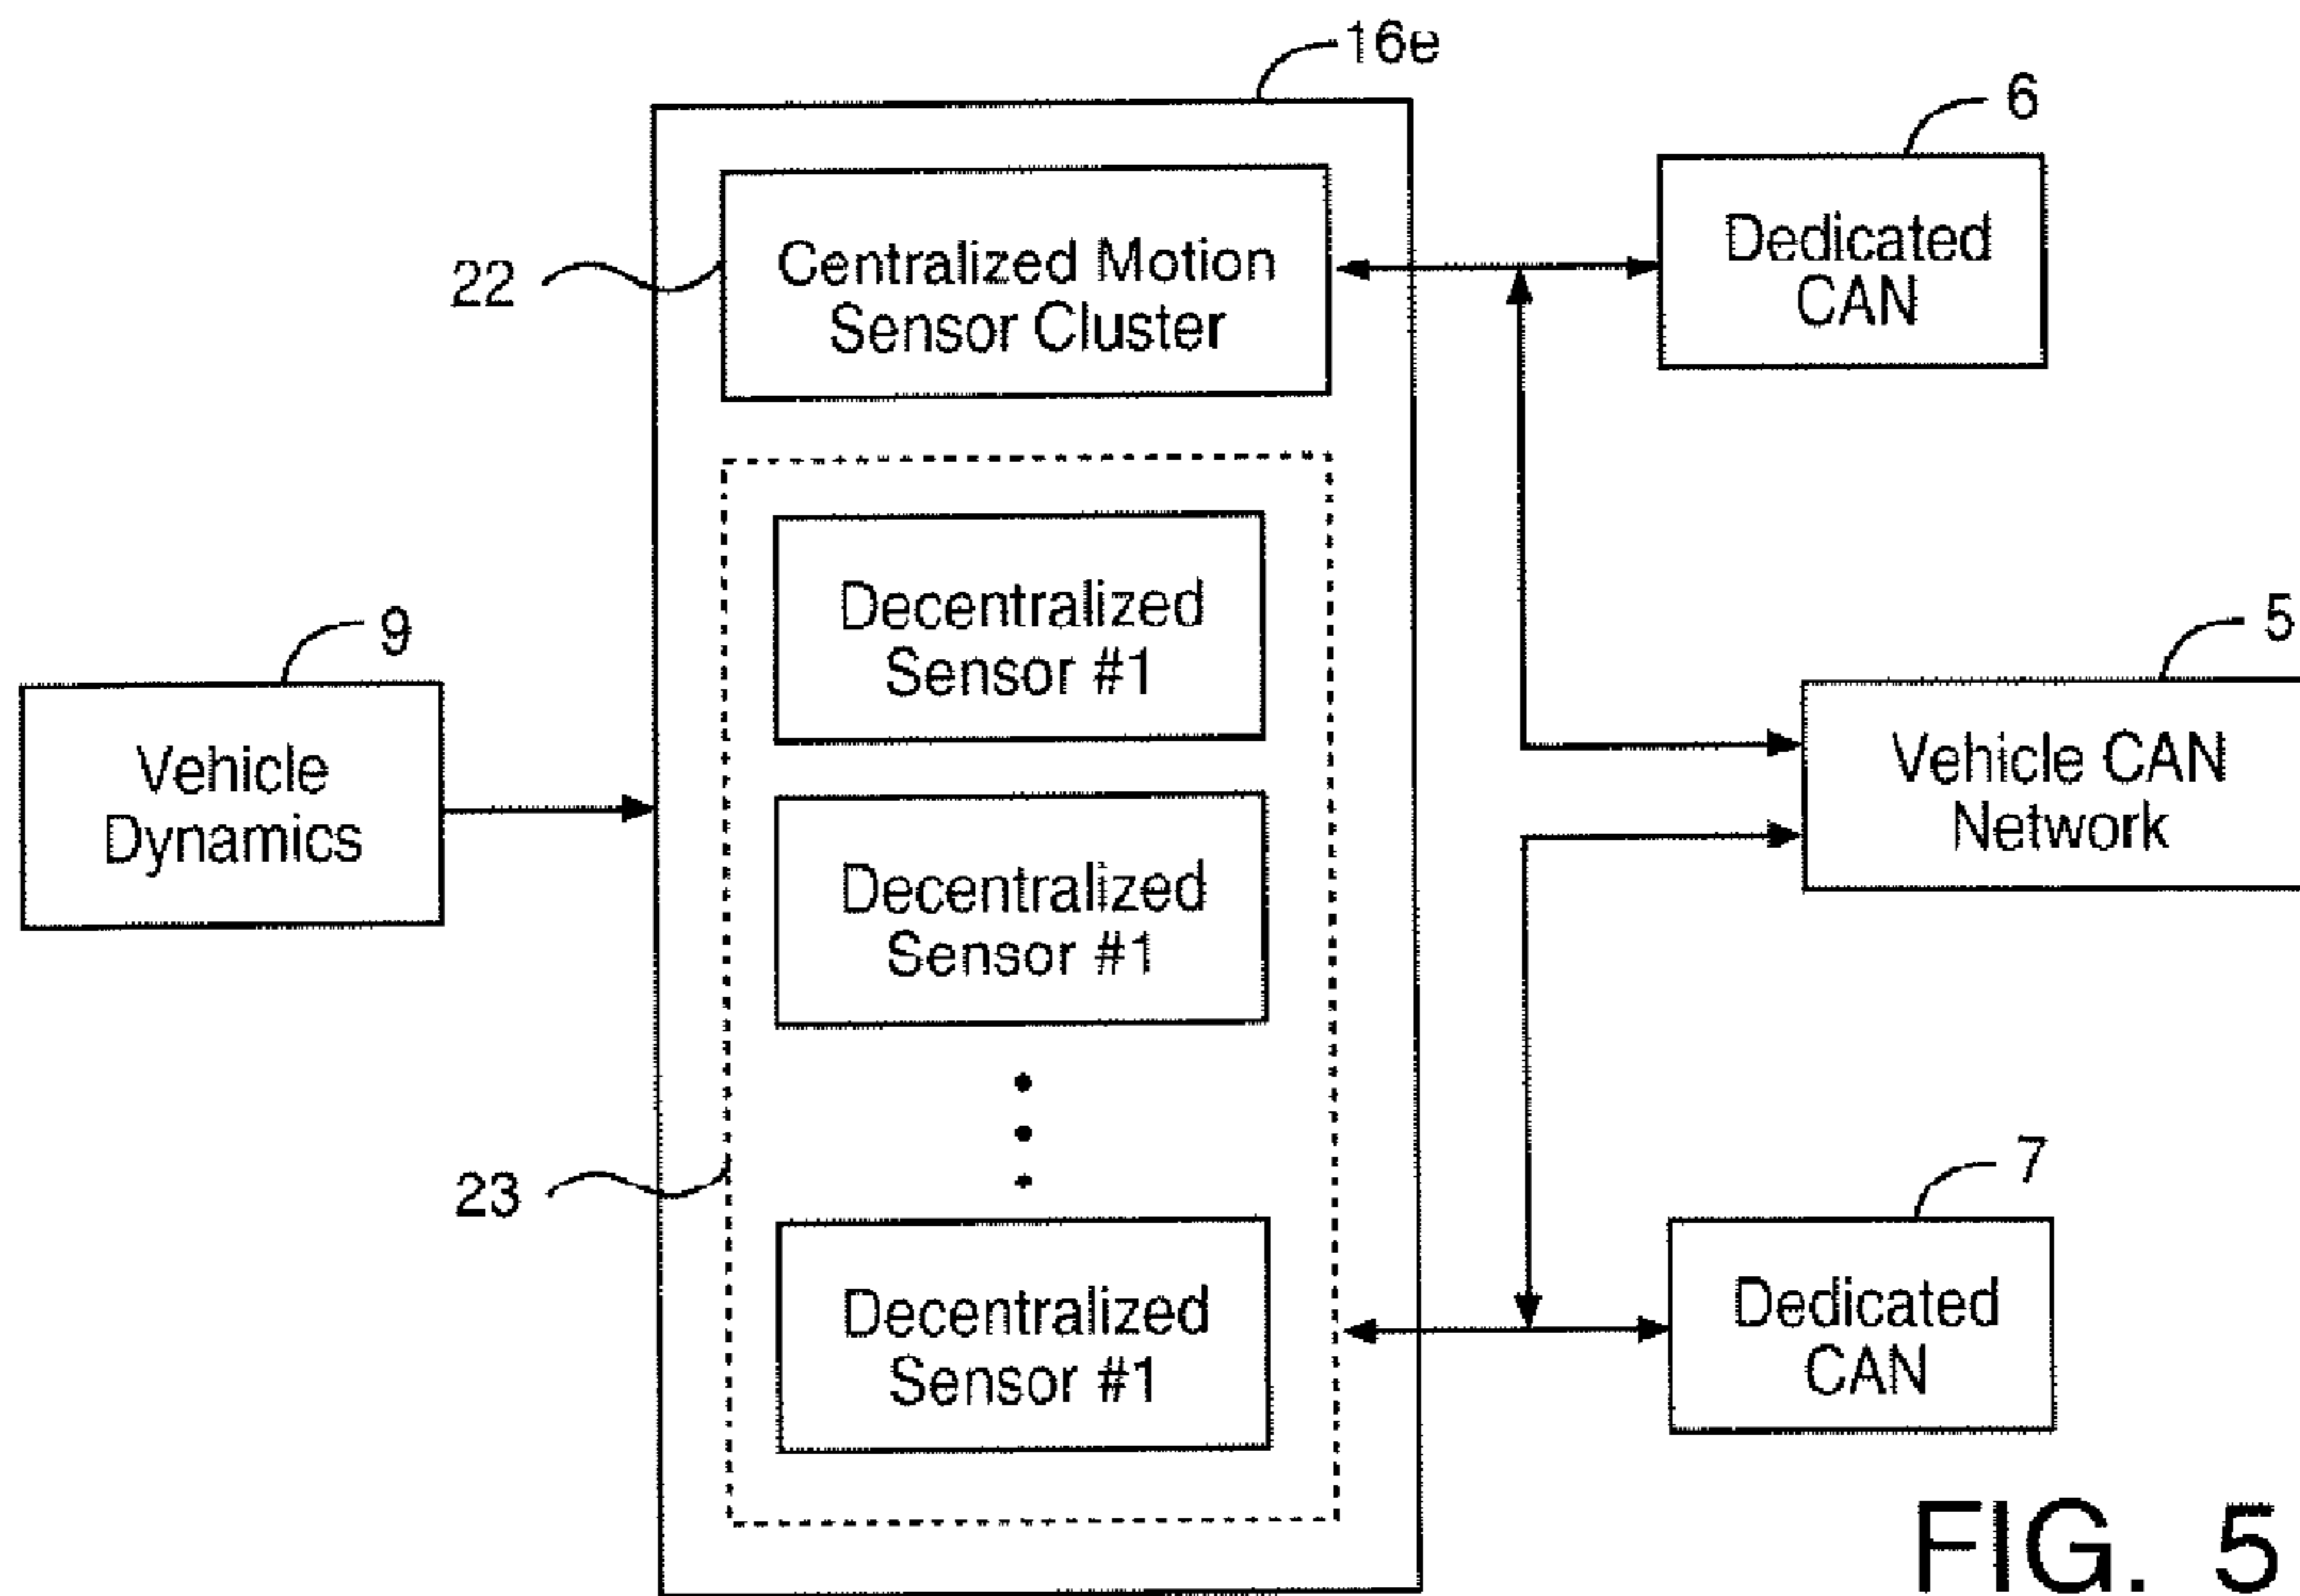 16e
6
Dedicated
CAN
22
Centralized Motion
Sensor Cluster
Decentralized
Sensor #1
9
Vehicle
Dynamics
5
Vehicle CAN
Network
Decentralized
Sensor #1
23
7
Decentralized
Sensor #1
Dedicated
CAN
FIG. 5